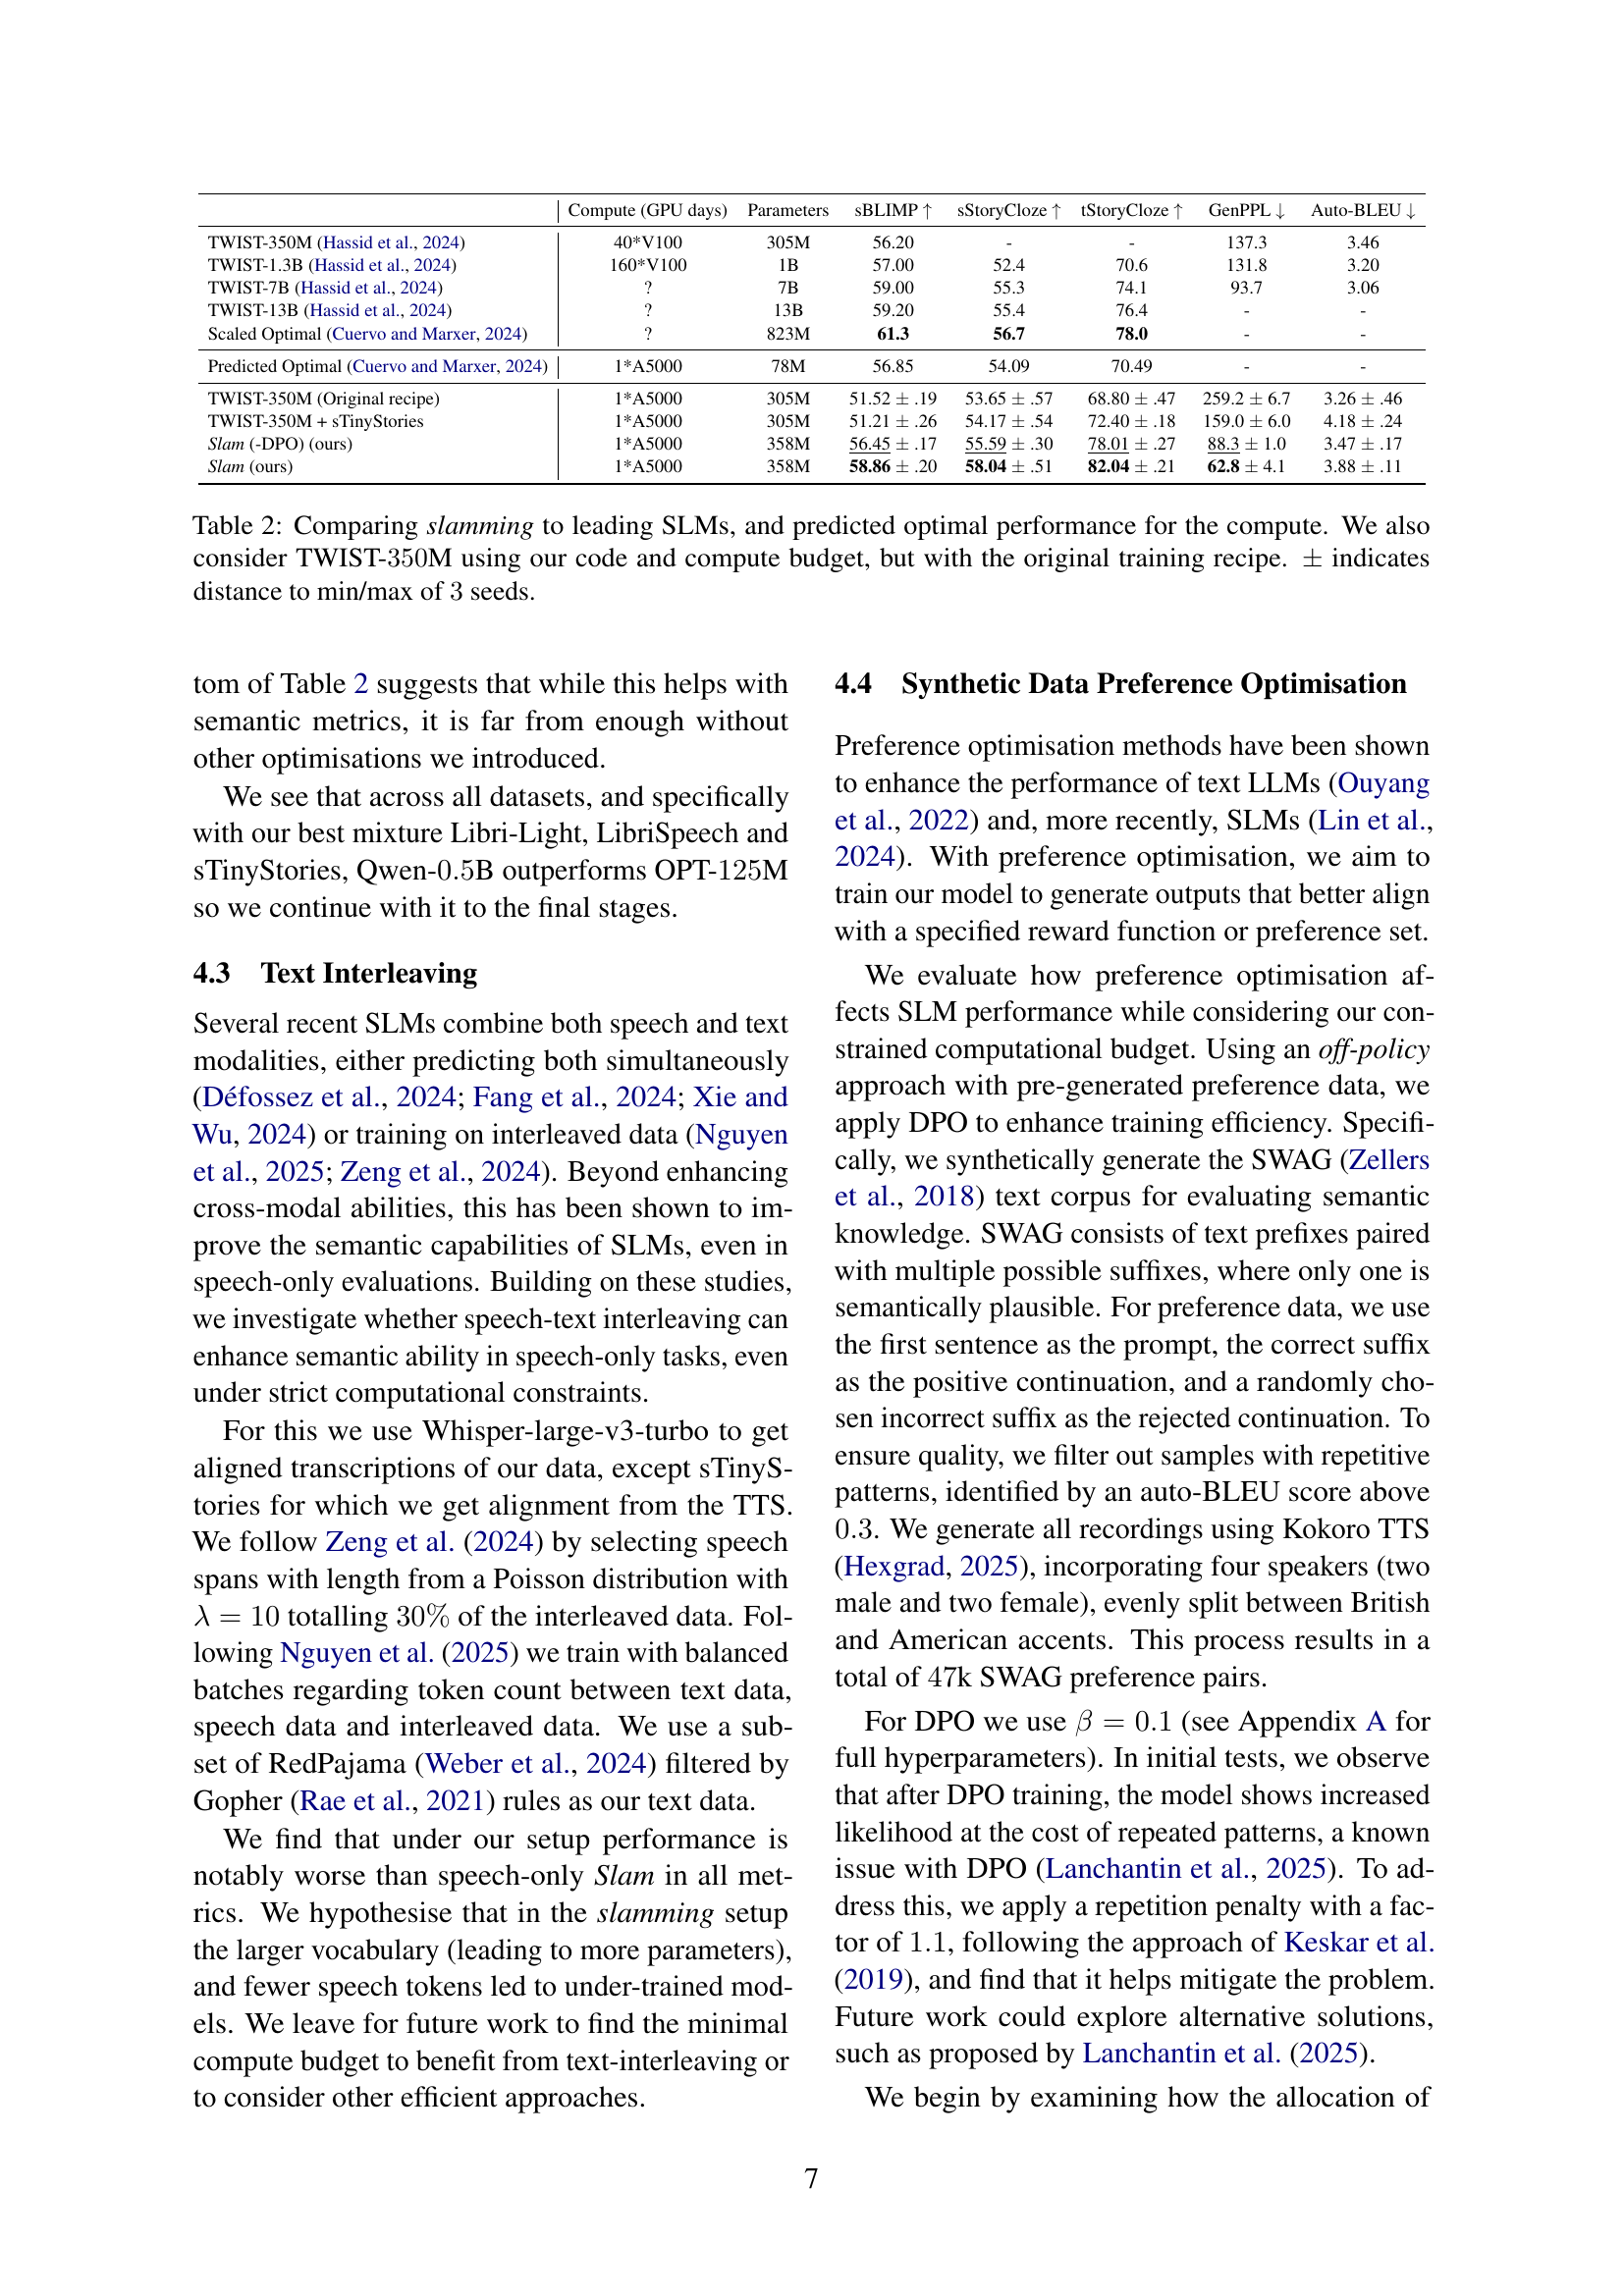 Compute (GPU days) Parameters sBLIMP ↑ sStoryCloze ↑ tStoryCloze ↑ GenPPL ↓ Auto-BLEU ↓
TWIST-350M (Hassid et al., 2024) 40*V100 305M 56.20 - - 137.3 3.46
TWIST-1.3B (Hassid et al., 2024) 160*V100 1B 57.00 52.4 70.6 131.8 3.20
TWIST-7B (Hassid et al., 2024) ? 7B 59.00 55.3 74.1 93.7 3.06
TWIST-13B (Hassid et al., 2024) ? 13B 59.20 55.4 76.4 - -
Scaled Optimal (Cuervo and Marxer, 2024) ? 823M 61.3 56.7 78.0 - -
Predicted Optimal (Cuervo and Marxer, 2024) 1*A5000 78M 56.85 54.09 70.49 - -
TWIST-350M (Original recipe) 1*A5000 305M 51.52 ± .19 53.65 ± .57 68.80 ± .47 259.2 ± 6.7 3.26 ± .46
TWIST-350M + sTinyStories 1*A5000 305M 51.21 ± .26 54.17 ± .54 72.40 ± .18 159.0 ± 6.0 4.18 ± .24
Slam (-DPO) (ours) 1*A5000 358M 56.45 ± .17 55.59 ± .30 78.01 ± .27 88.3 ± 1.0 3.47 ± .17
Slam (ours) 1*A5000 358M 58.86 ± .20 58.04 ± .51 82.04 ± .21 62.8 ± 4.1 3.88 ± .11
Table 2: Comparing slamming to leading SLMs, and predicted optimal performance for the compute. We also
consider TWIST-350M using our code and compute budget, but with the original training recipe. ± indicates
distance to min/max of 3 seeds.
tom of Table 2 suggests that while this helps with
semantic metrics, it is far from enough without
other optimisations we introduced.
We see that across all datasets, and specifically
with our best mixture Libri-Light, LibriSpeech and
sTinyStories, Qwen-0.5B outperforms OPT-125M
so we continue with it to the final stages.
4.3 Text Interleaving
Several recent SLMs combine both speech and text
modalities, either predicting both simultaneously
(Défossez et al., 2024; Fang et al., 2024; Xie and
Wu, 2024) or training on interleaved data (Nguyen
et al., 2025; Zeng et al., 2024). Beyond enhancing
cross-modal abilities, this has been shown to im-
prove the semantic capabilities of SLMs, even in
speech-only evaluations. Building on these studies,
we investigate whether speech-text interleaving can
enhance semantic ability in speech-only tasks, even
under strict computational constraints.
For this we use Whisper-large-v3-turbo to get
aligned transcriptions of our data, except sTinyS-
tories for which we get alignment from the TTS.
We follow Zeng et al. (2024) by selecting speech
spans with length from a Poisson distribution with
λ = 10 totalling 30% of the interleaved data. Fol-
lowing Nguyen et al. (2025) we train with balanced
batches regarding token count between text data,
speech data and interleaved data. We use a sub-
set of RedPajama (Weber et al., 2024) filtered by
Gopher (Rae et al., 2021) rules as our text data.
We find that under our setup performance is
notably worse than speech-only Slam in all met-
rics. We hypothesise that in the slamming setup
the larger vocabulary (leading to more parameters),
and fewer speech tokens led to under-trained mod-
els. We leave for future work to find the minimal
compute budget to benefit from text-interleaving or
to consider other efficient approaches.
4.4 Synthetic Data Preference Optimisation
Preference optimisation methods have been shown
to enhance the performance of text LLMs (Ouyang
et al., 2022) and, more recently, SLMs (Lin et al.,
2024). With preference optimisation, we aim to
train our model to generate outputs that better align
with a specified reward function or preference set.
We evaluate how preference optimisation af-
fects SLM performance while considering our con-
strained computational budget. Using an off-policy
approach with pre-generated preference data, we
apply DPO to enhance training efficiency. Specifi-
cally, we synthetically generate the SWAG (Zellers
et al., 2018) text corpus for evaluating semantic
knowledge. SWAG consists of text prefixes paired
with multiple possible suffixes, where only one is
semantically plausible. For preference data, we use
the first sentence as the prompt, the correct suffix
as the positive continuation, and a randomly cho-
sen incorrect suffix as the rejected continuation. To
ensure quality, we filter out samples with repetitive
patterns, identified by an auto-BLEU score above
0.3. We generate all recordings using Kokoro TTS
(Hexgrad, 2025), incorporating four speakers (two
male and two female), evenly split between British
and American accents. This process results in a
total of 47k SWAG preference pairs.
For DPO we use β = 0.1 (see Appendix A for
full hyperparameters). In initial tests, we observe
that after DPO training, the model shows increased
likelihood at the cost of repeated patterns, a known
issue with DPO (Lanchantin et al., 2025). To ad-
dress this, we apply a repetition penalty with a fac-
tor of 1.1, following the approach of Keskar et al.
(2019), and find that it helps mitigate the problem.
Future work could explore alternative solutions,
such as proposed by Lanchantin et al. (2025).
We begin by examining how the allocation of
7